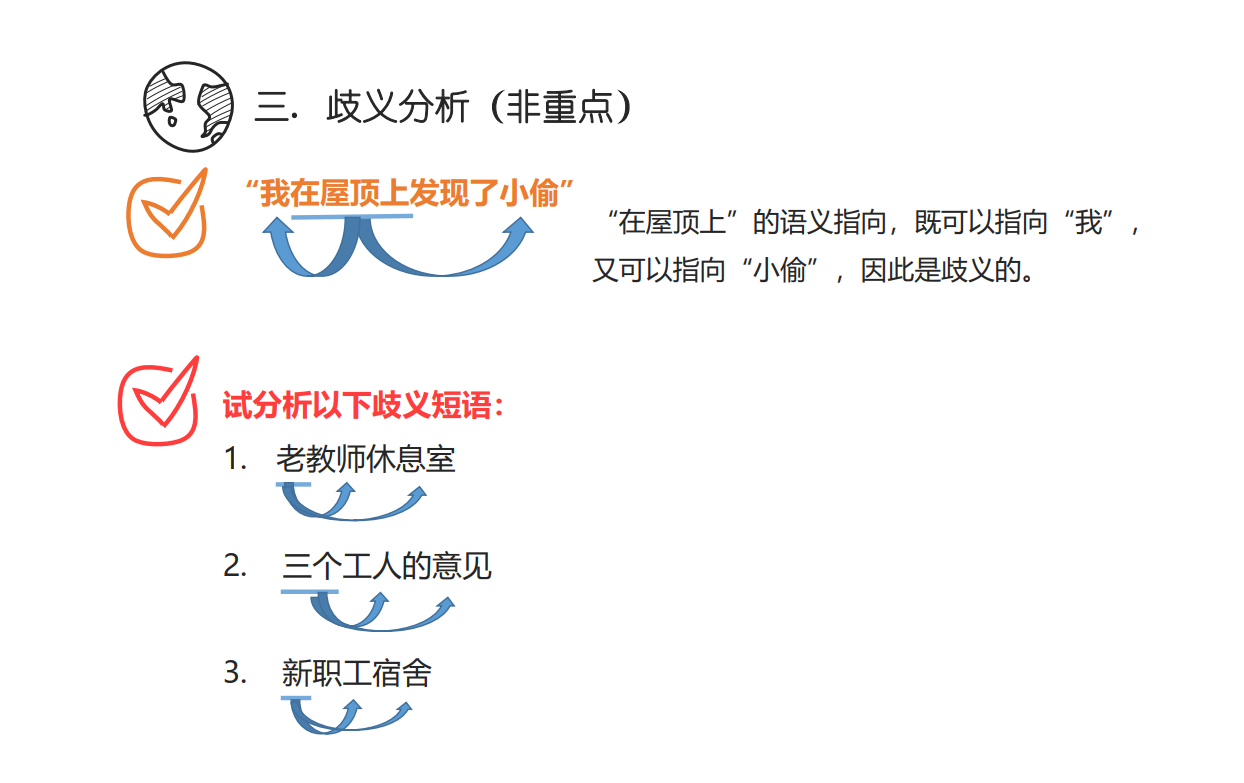 三. 歧义分析（非重点）
“我在屋顶上发现了小偷”
“在屋顶上”的语义指向，既可以指向“我”，
又可以指向“小偷”，因此是歧义的。
试分析以下歧义短语：
1. 老教师休息室
2. 三个工人的意见
3. 新职工宿舍